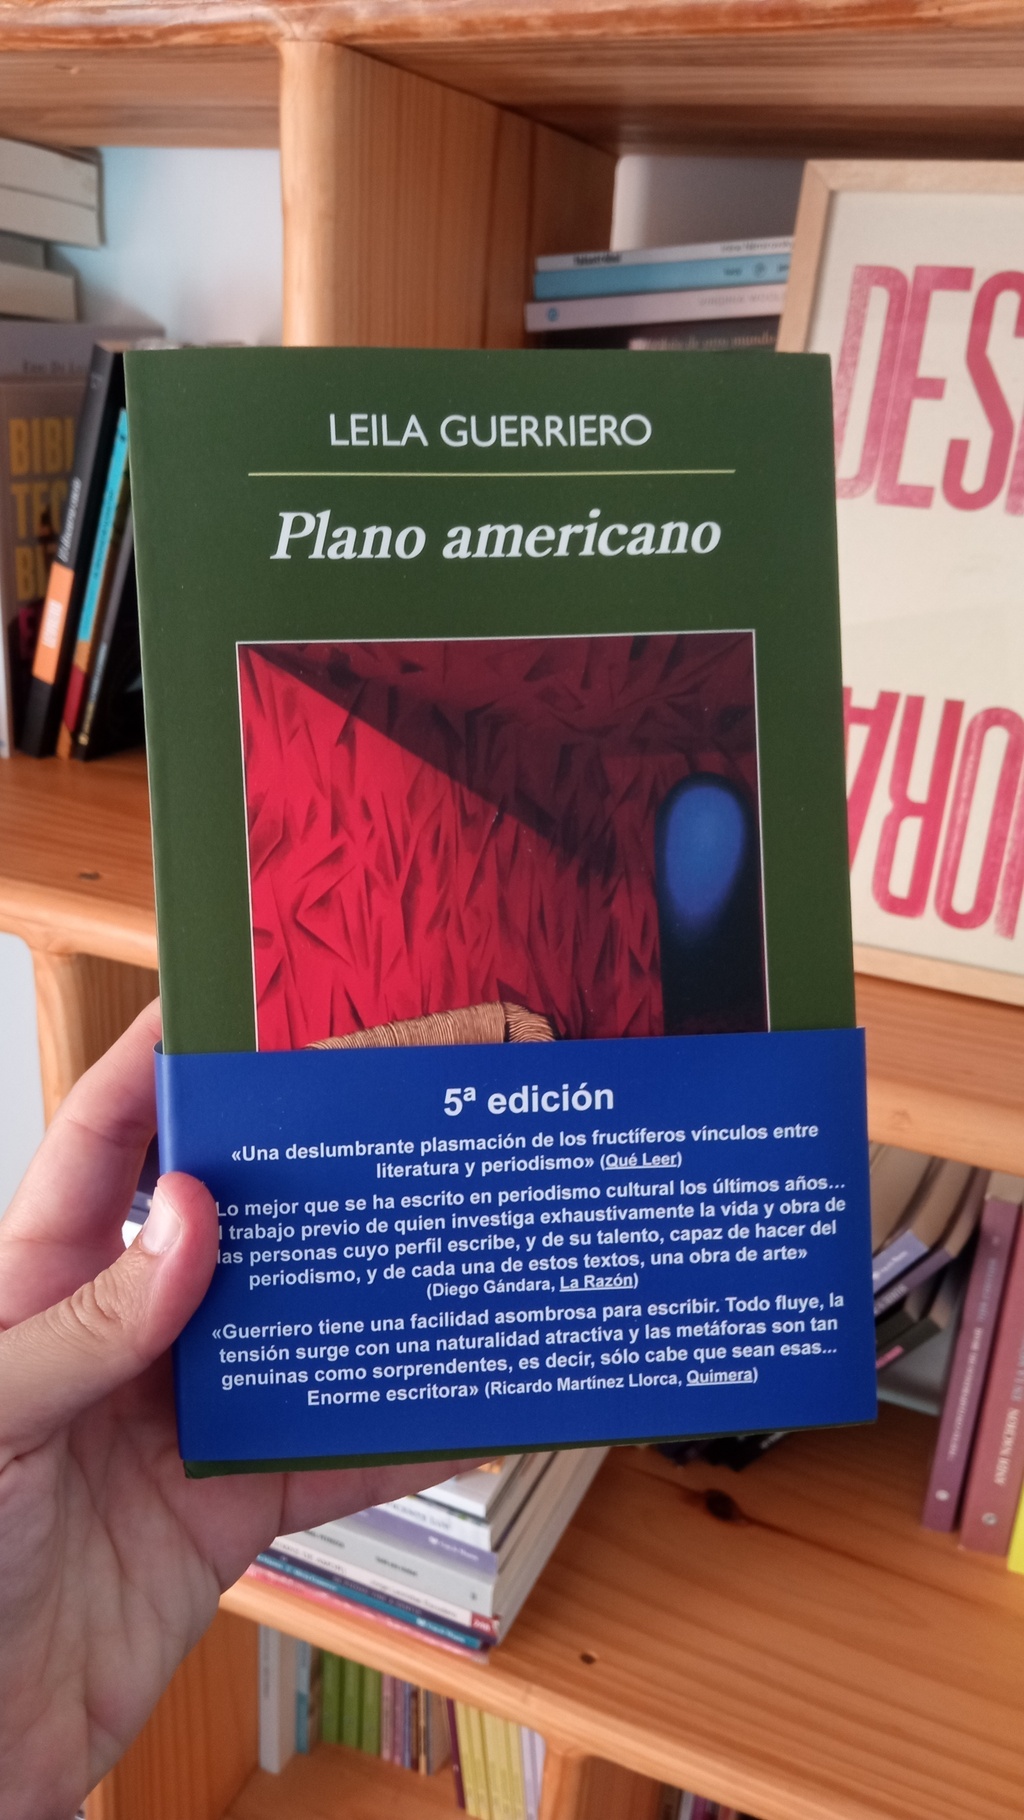 LEILA GUERRIERO
Plano americano
5ª edición
«Una deslumbrante plasmación de los fructíferos vínculos entre
literatura y periodismo» (Qué Leer)
Lo mejor que se ha escrito en periodismo cultural los últimos años...
l trabajo previo de quien investiga exhaustivamente la vida y obra de
las personas cuyo perfil escribe, y de su talento, capaz de hacer del
periodismo, y de cada una de estos textos, una obra de arte»
(Diego Gándara, La Razón)
«Guerriero tiene una facilidad asombrosa para escribir. Todo fluye, la
tensión surge con una naturalidad atractiva y las metáforas son tan
genuinas como sorprendentes, es decir, sólo cabe que sean esas...
Enorme escritora» (Ricardo Martínez Llorca, Quimera)
DES
ORA
BIBI
TEC